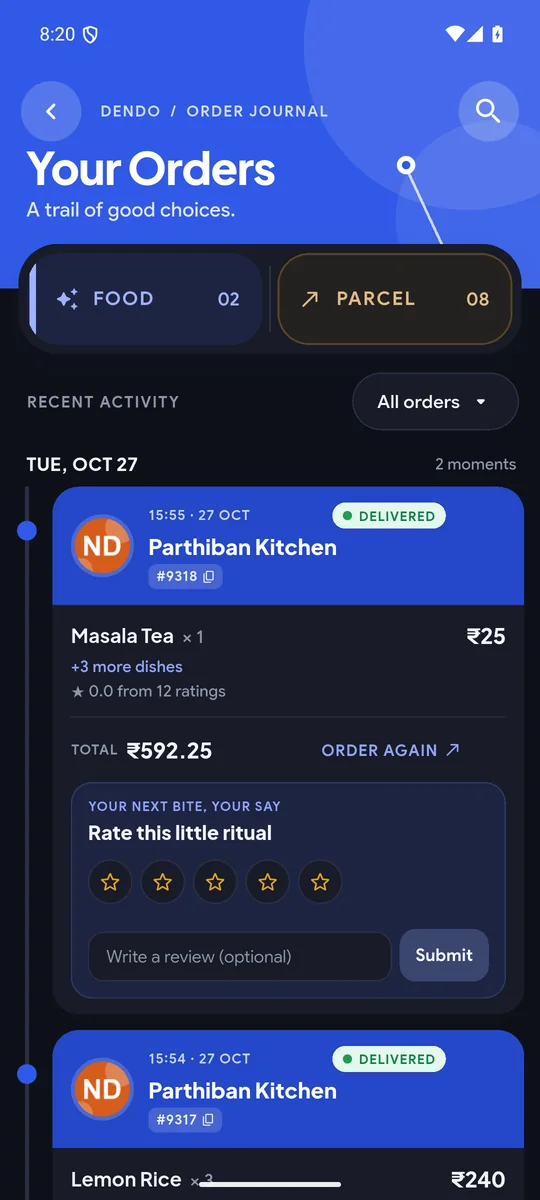 8:20
DENDO / ORDER JOURNAL
Your Orders
A trail of good choices.
FOOD 02
PARCEL 08
RECENT ACTIVITY
All orders
TUE, OCT 27
2 moments
15:55 · 27 OCT
DELIVERED
ND
Parthiban Kitchen
#9318
Masala Tea × 1
₹25
+3 more dishes
★ 0.0 from 12 ratings
TOTAL ₹592.25
ORDER AGAIN ↗
YOUR NEXT BITE, YOUR SAY
Rate this little ritual
Write a review (optional)
Submit
15:54 · 27 OCT
DELIVERED
ND
Parthiban Kitchen
#9317
Lemon Rice ×
₹240